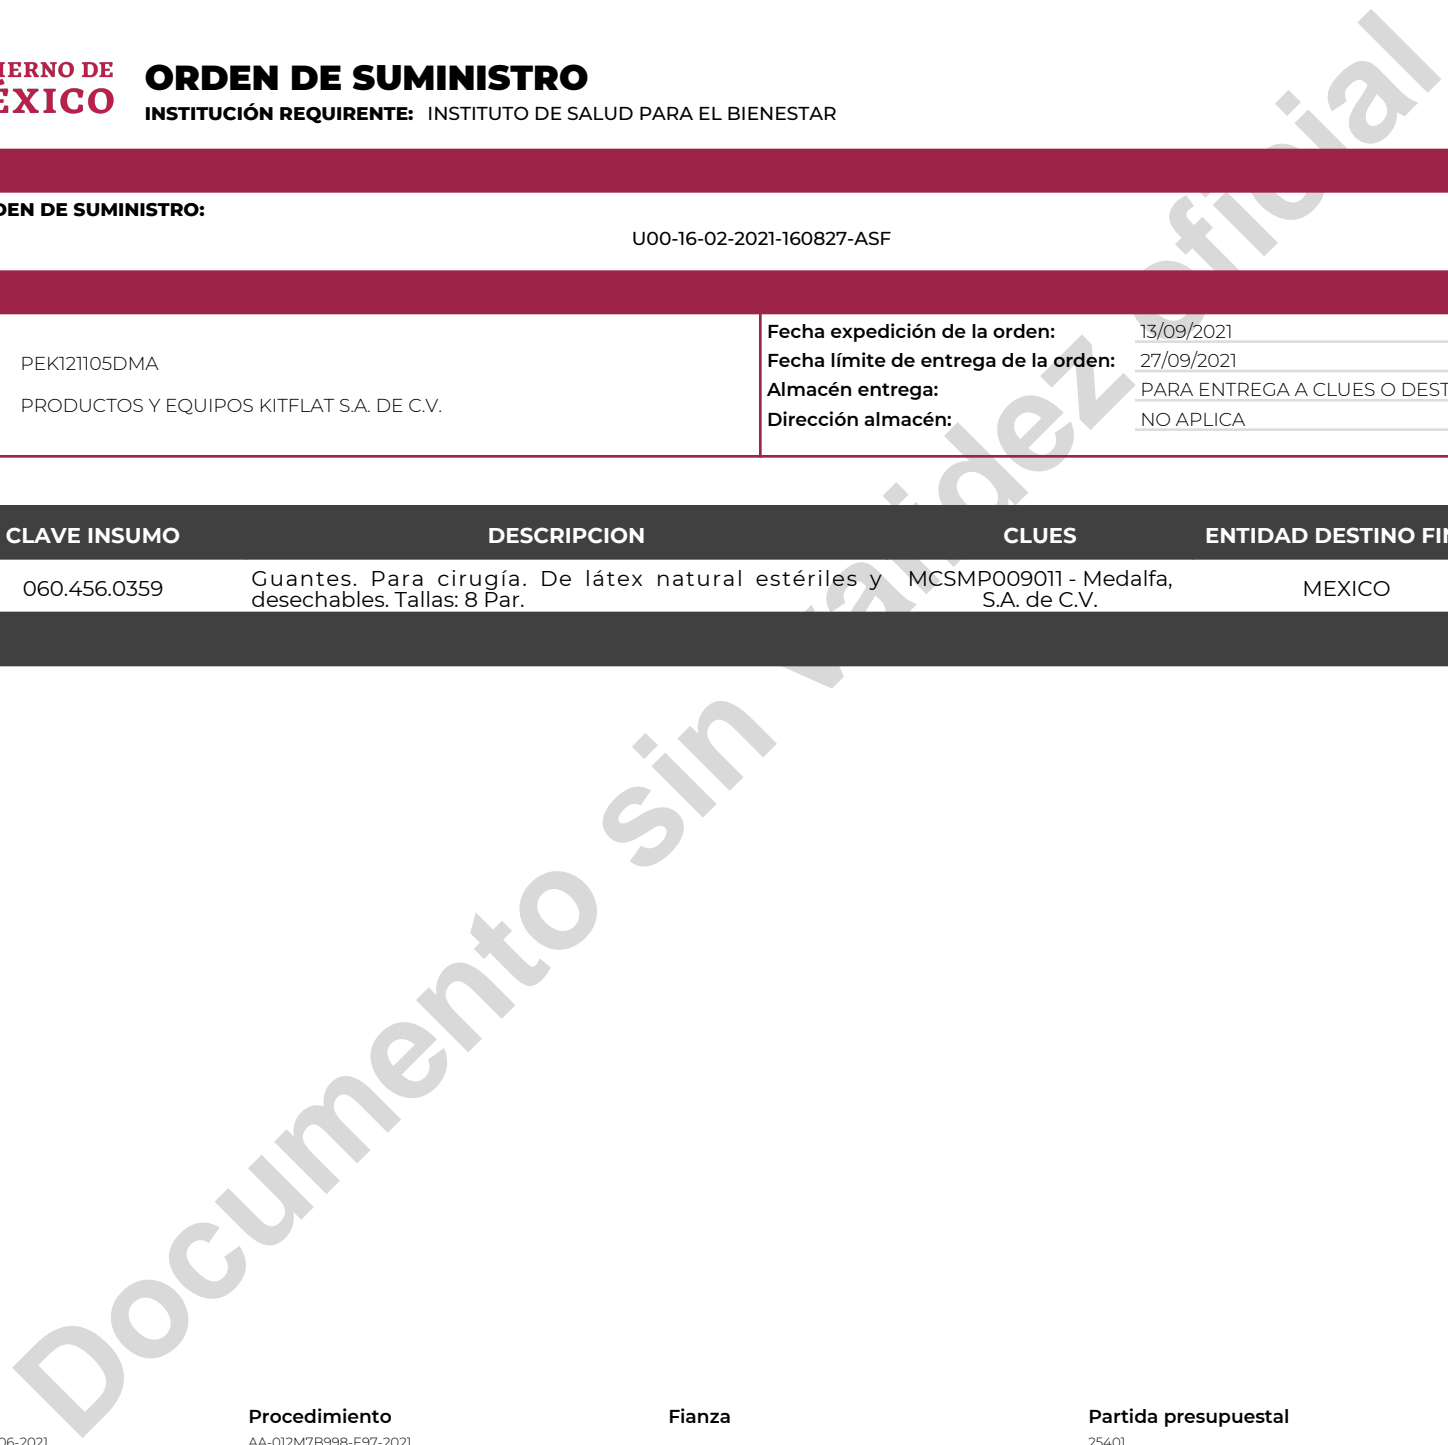 IERNO DE
ÉXICO
ORDEN DE SUMINISTRO
INSTITUCIÓN REQUIRENTE: INSTITUTO DE SALUD PARA EL BIENESTAR
DEN DE SUMINISTRO:
U00-16-02-2021-160827-ASF
PEK121105DMA
PRODUCTOS Y EQUIPOS KITFLAT S.A. DE C.V.
Fecha expedición de la orden: 13/09/2021
Fecha límite de entrega de la orden: 27/09/2021
Almacén entrega: PARA ENTREGA A CLUES O DEST
Dirección almacén: NO APLICA
CLAVE INSUMO DESCRIPCION CLUES ENTIDAD DESTINO FIN
060.456.0359
Guantes. Para cirugía. De látex natural estériles y
desechables. Tallas: 8 Par.
MCSMP009011 - Medalfa,
S.A. de C.V.
MEXICO
Documento sin validez oficial
Procedimiento Fianza Partida presupuestal
06-2021 AA-012M7B998-E97-2021 25401